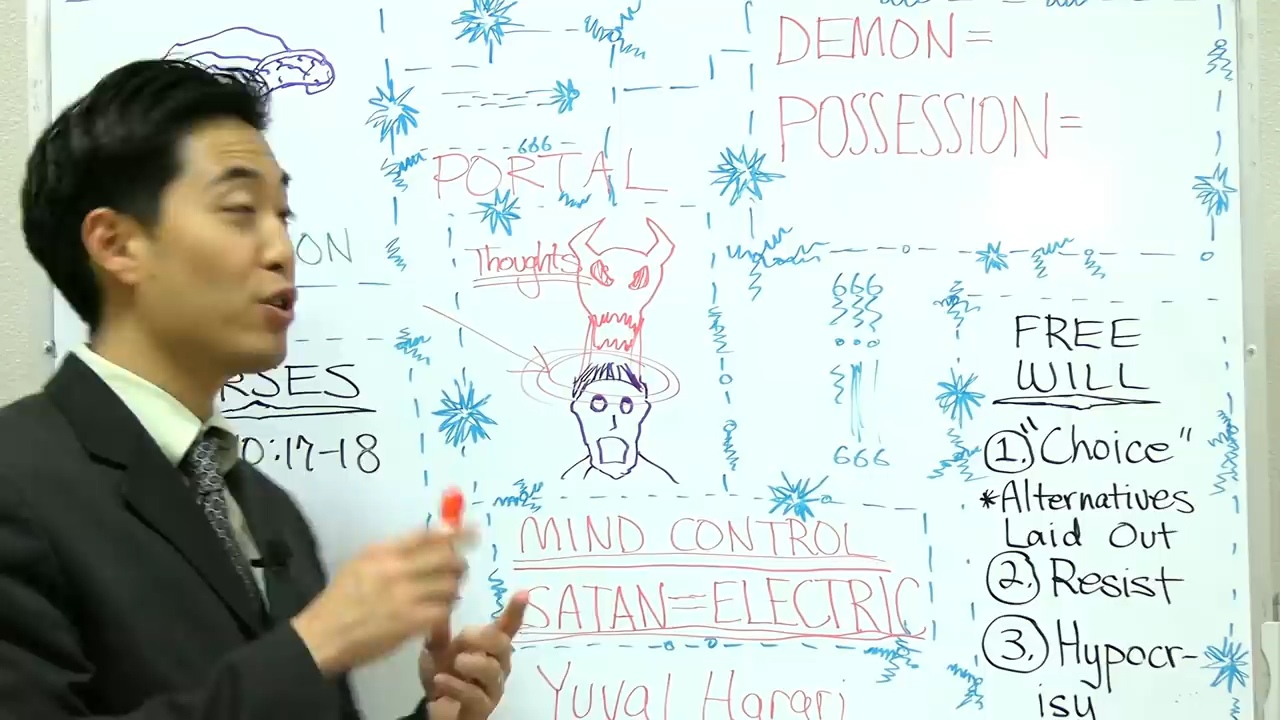 DEMON=
POSSESSION=
666
PORTAL
Thoughts
ON
RSES
10:17-18
666
666
MIND CONTROL
SATAN=ELECTRIC
Yuval Harari
FREE
WILL
1. "Choice"
*Alternatives
Laid Out
2. Resist
3. Hypocr-
isy